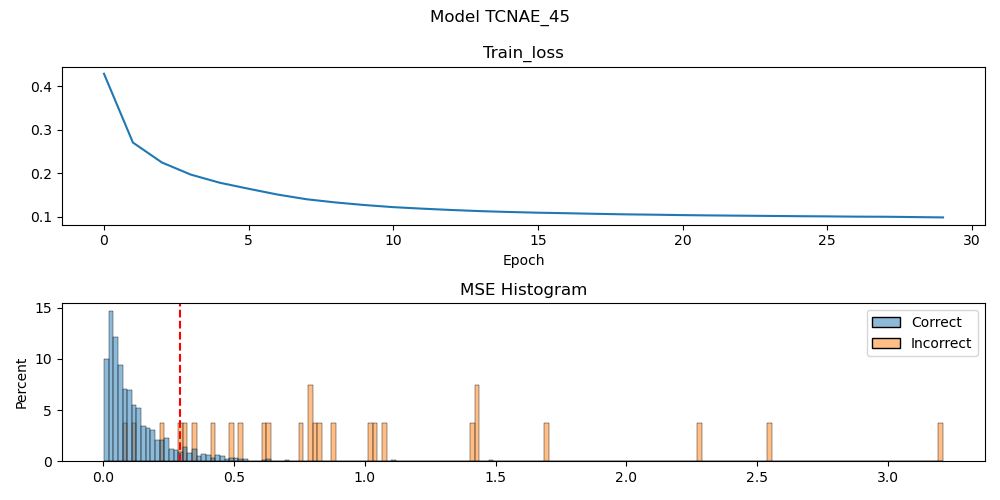 Model TCNAE_45
Train_loss
0.4
0.3
0.2
0.1
0 5 10 15 20 25 30
Epoch
MSE Histogram
Percent
15
10
5
0
Correct
Incorrect
0.0 0.5 1.0 1.5 2.0 2.5 3.0